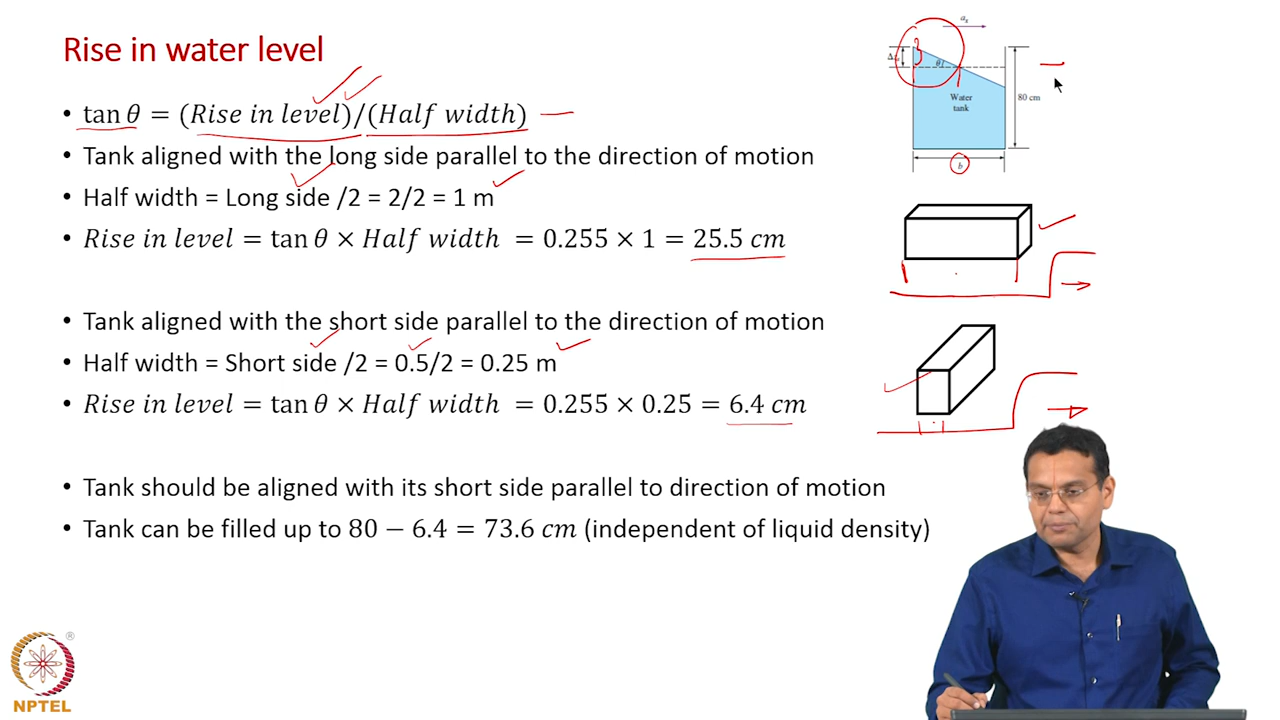 Rise in water level
• tan θ = (Rise in level)/(Half width)
• Tank aligned with the long side parallel to the direction of motion
• Half width = Long side /2 = 2/2 = 1 m
• Rise in level = tan θ × Half width = 0.255 × 1 = 25.5 cm
• Tank aligned with the short side parallel to the direction of motion
• Half width = Short side /2 = 0.5/2 = 0.25 m
• Rise in level = tan θ × Half width = 0.255 × 0.25 = 6.4 cm
• Tank should be aligned with its short side parallel to direction of motion
• Tank can be filled up to 80 − 6.4 = 73.6 cm (independent of liquid density)
Water
tank
80 cm
b
NPTEL
®